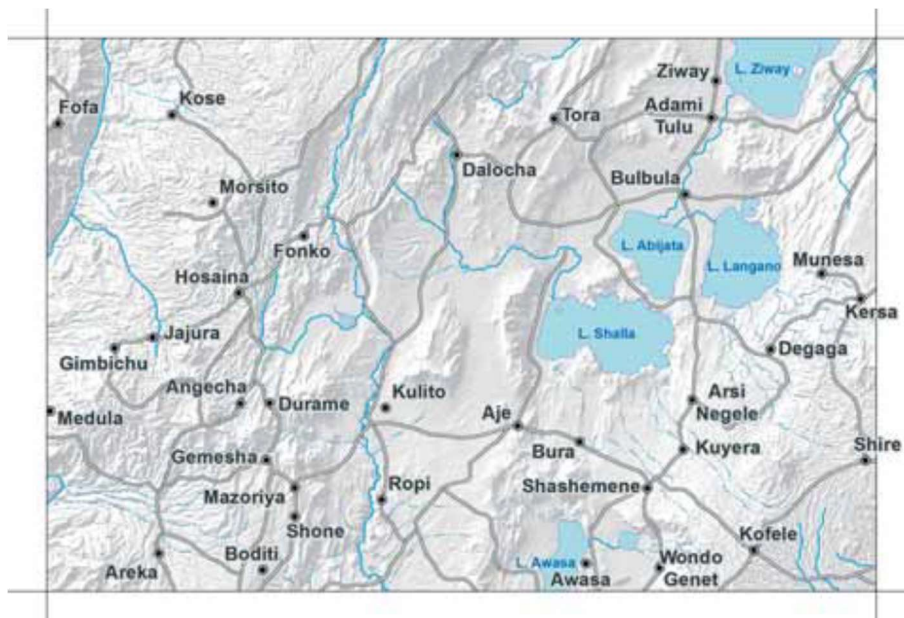 L. Ziway
Ziway
Fofa
Kose
Tora
Adami
Tulu
Dalocha
Morsito
Bulbula
Fonko
L. Abijata
L. Langano
Munesa
Hosaina
Kersa
Jajura
L. Shalla
Gimbichu
Degaga
Angecha
Durame
Kulito
Arsi
Negele
Medula
Aje
Bura
Kuyera
Shire
Gemesha
Mazoriya
Ropi
Shashemene
Shone
Kofele
Boditi
Areka
L. Awasa
Awasa
Wondo
Genet